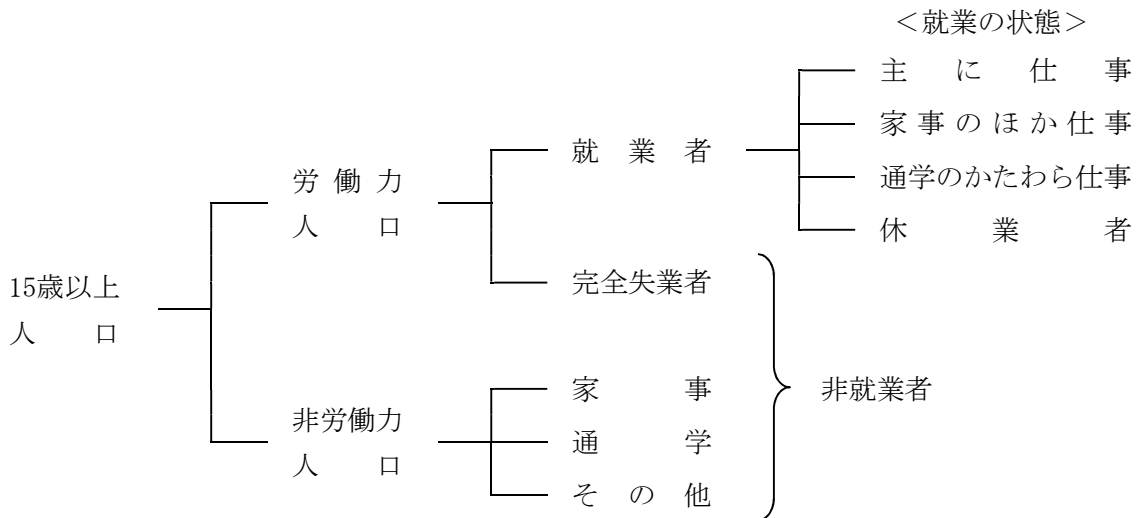 <就業の状態>
主に仕事
家事のほか仕事
通学のかたわら仕事
休業者
就業者
労働力
人口
完全失業者
15歳以上
人口
非就業者
家事
非労働力
人口
通学
その他